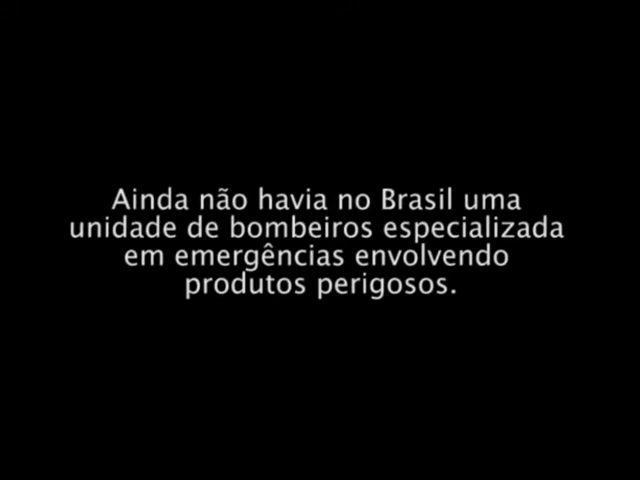 Ainda não havia no Brasil uma
unidade de bombeiros especializada
em emergências envolvendo
produtos perigosos.